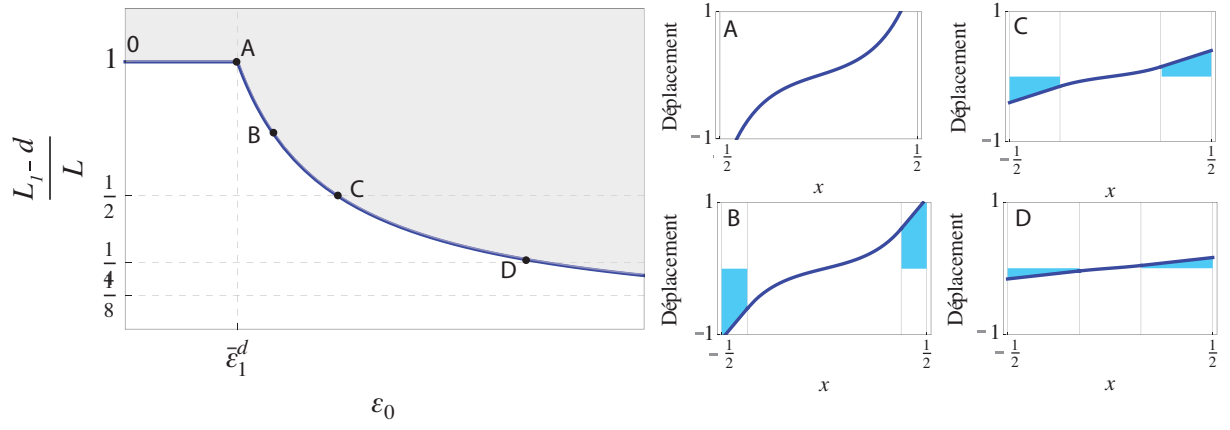 0
A
B
C
D
1
1
2
1
4
1
8
L₁- d
L
ε̄₁ᵈ
ε₀
A
Déplacement
1
−1
- 1
2
1
2
x
C
Déplacement
1
−1
− 1
2
1
2
x
B
Déplacement
1
−1
− 1
2
1
2
x
D
Déplacement
1
−1
− 1
2
1
2
x